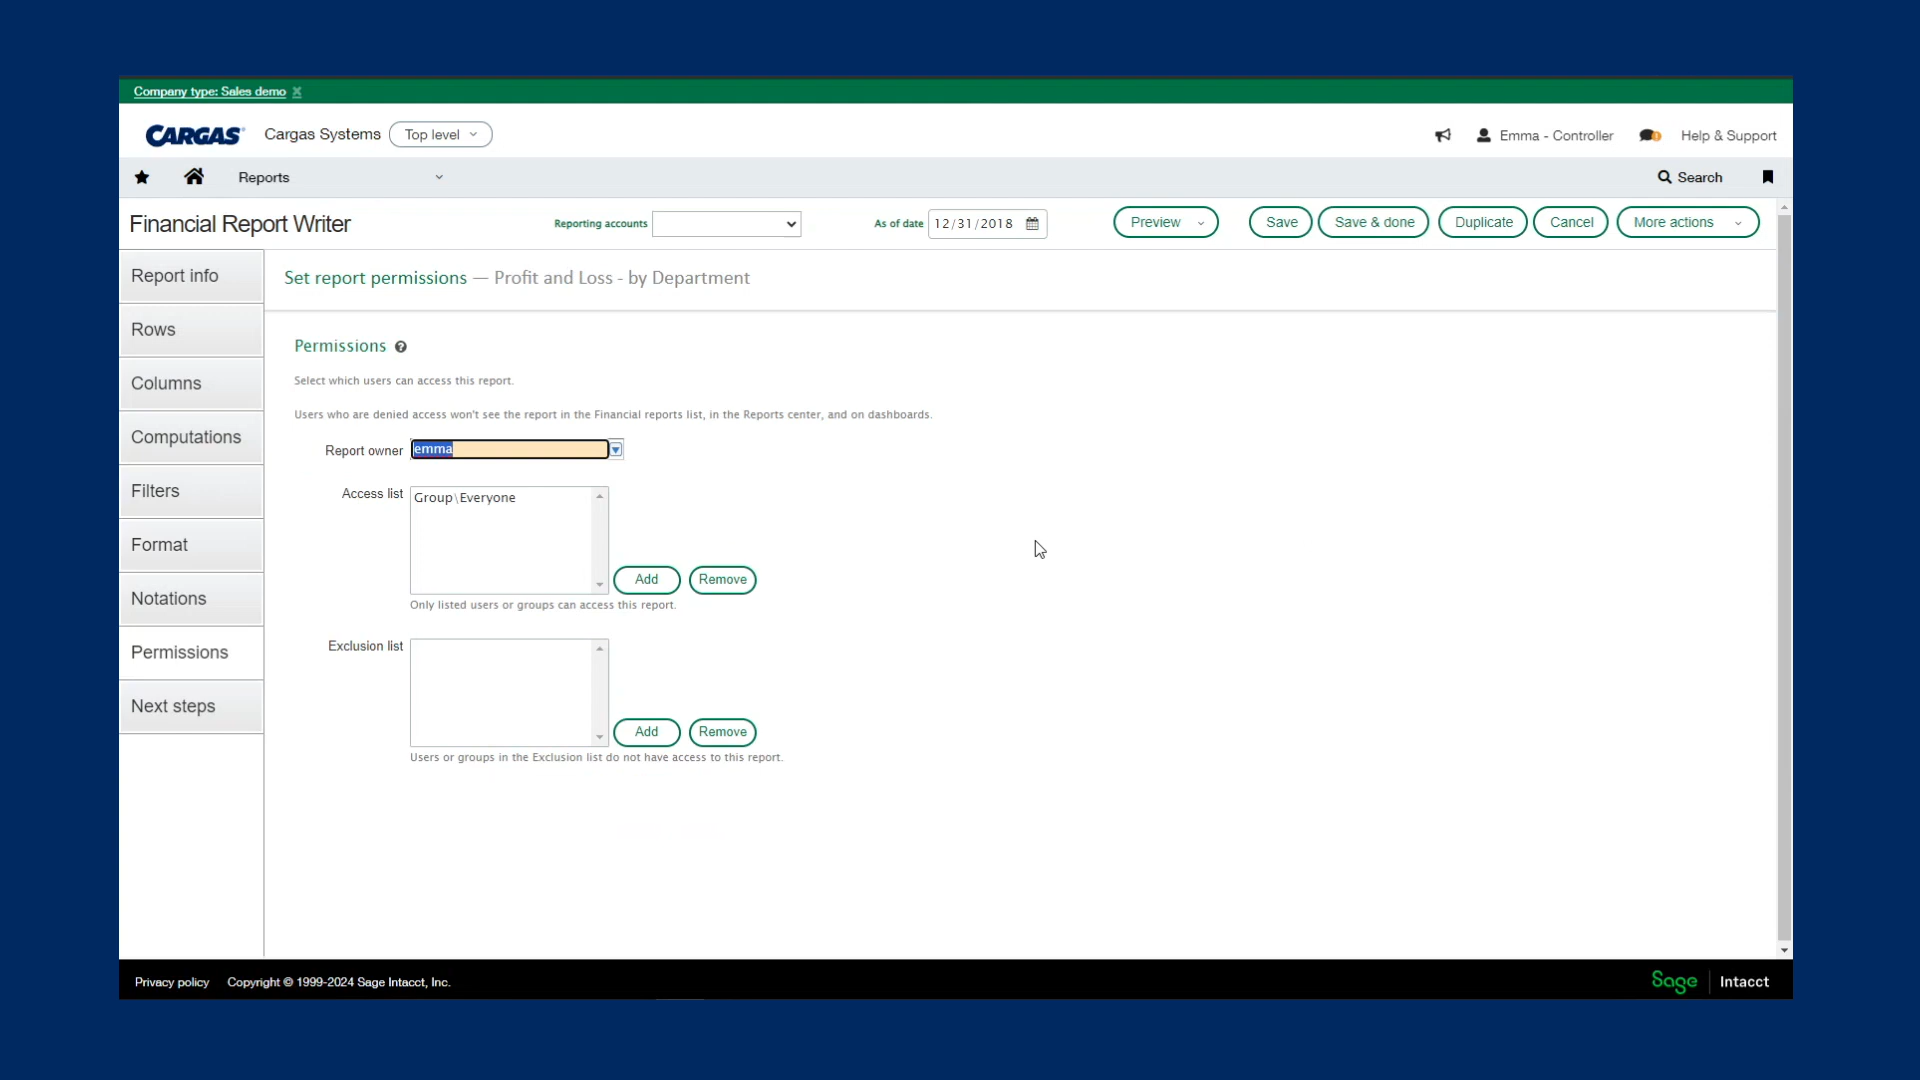 Company type: Sales demo
CARGAS Cargas Systems Top level Emma - Controller Help & Support
Reports Search
Financial Report Writer Reporting accounts As of date 12/31/2018 Preview Save Save & done Duplicate Cancel More actions
Report info
Rows
Columns
Computations
Filters
Format
Notations
Permissions
Next steps
Set report permissions — Profit and Loss - by Department
Permissions ?
Select which users can access this report.
Users who are denied access won't see the report in the Financial reports list, in the Reports center, and on dashboards.
Report owner emma
Access list Group\Everyone
Add Remove
Only listed users or groups can access this report.
Exclusion list
Add Remove
Users or groups in the Exclusion list do not have access to this report.
Privacy policy Copyright © 1999-2024 Sage Intacct, Inc. Sage Intacct